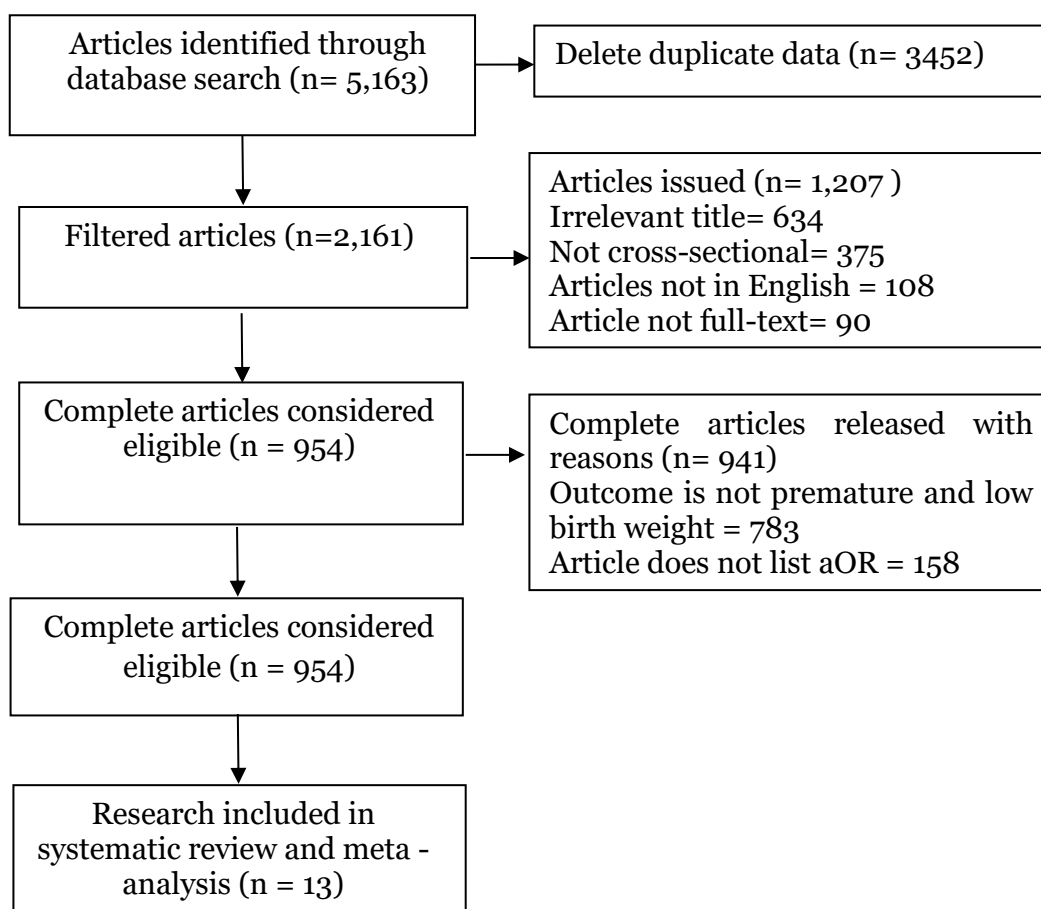 Articles identified through
database search (n= 5,163)
Delete duplicate data (n= 3452)
Filtered articles (n=2,161)
Articles issued (n= 1,207 )
Irrelevant title= 634
Not cross-sectional= 375
Articles not in English = 108
Article not full-text= 90
Complete articles considered
eligible (n = 954)
Complete articles released with
reasons (n= 941)
Outcome is not premature and low
birth weight = 783
Article does not list aOR = 158
Complete articles considered
eligible (n = 954)
Research included in
systematic review and meta -
analysis (n = 13)